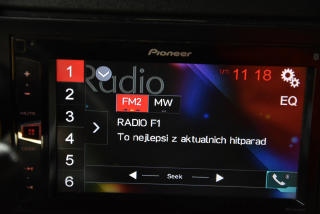 Pioneer
Radio
11 18
1
2
3
4
5
6
FM2
MW
EQ
RADIO F1
To nejlepsi z aktualnich hitparad
Seek
MUTE